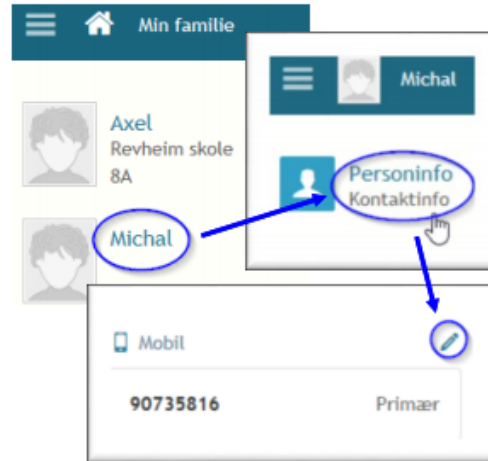 Min familie
Axel
Revheim skole
8A
Michal
Michal
Personinfo
Kontaktinfo
Mobil
90735816 Primær